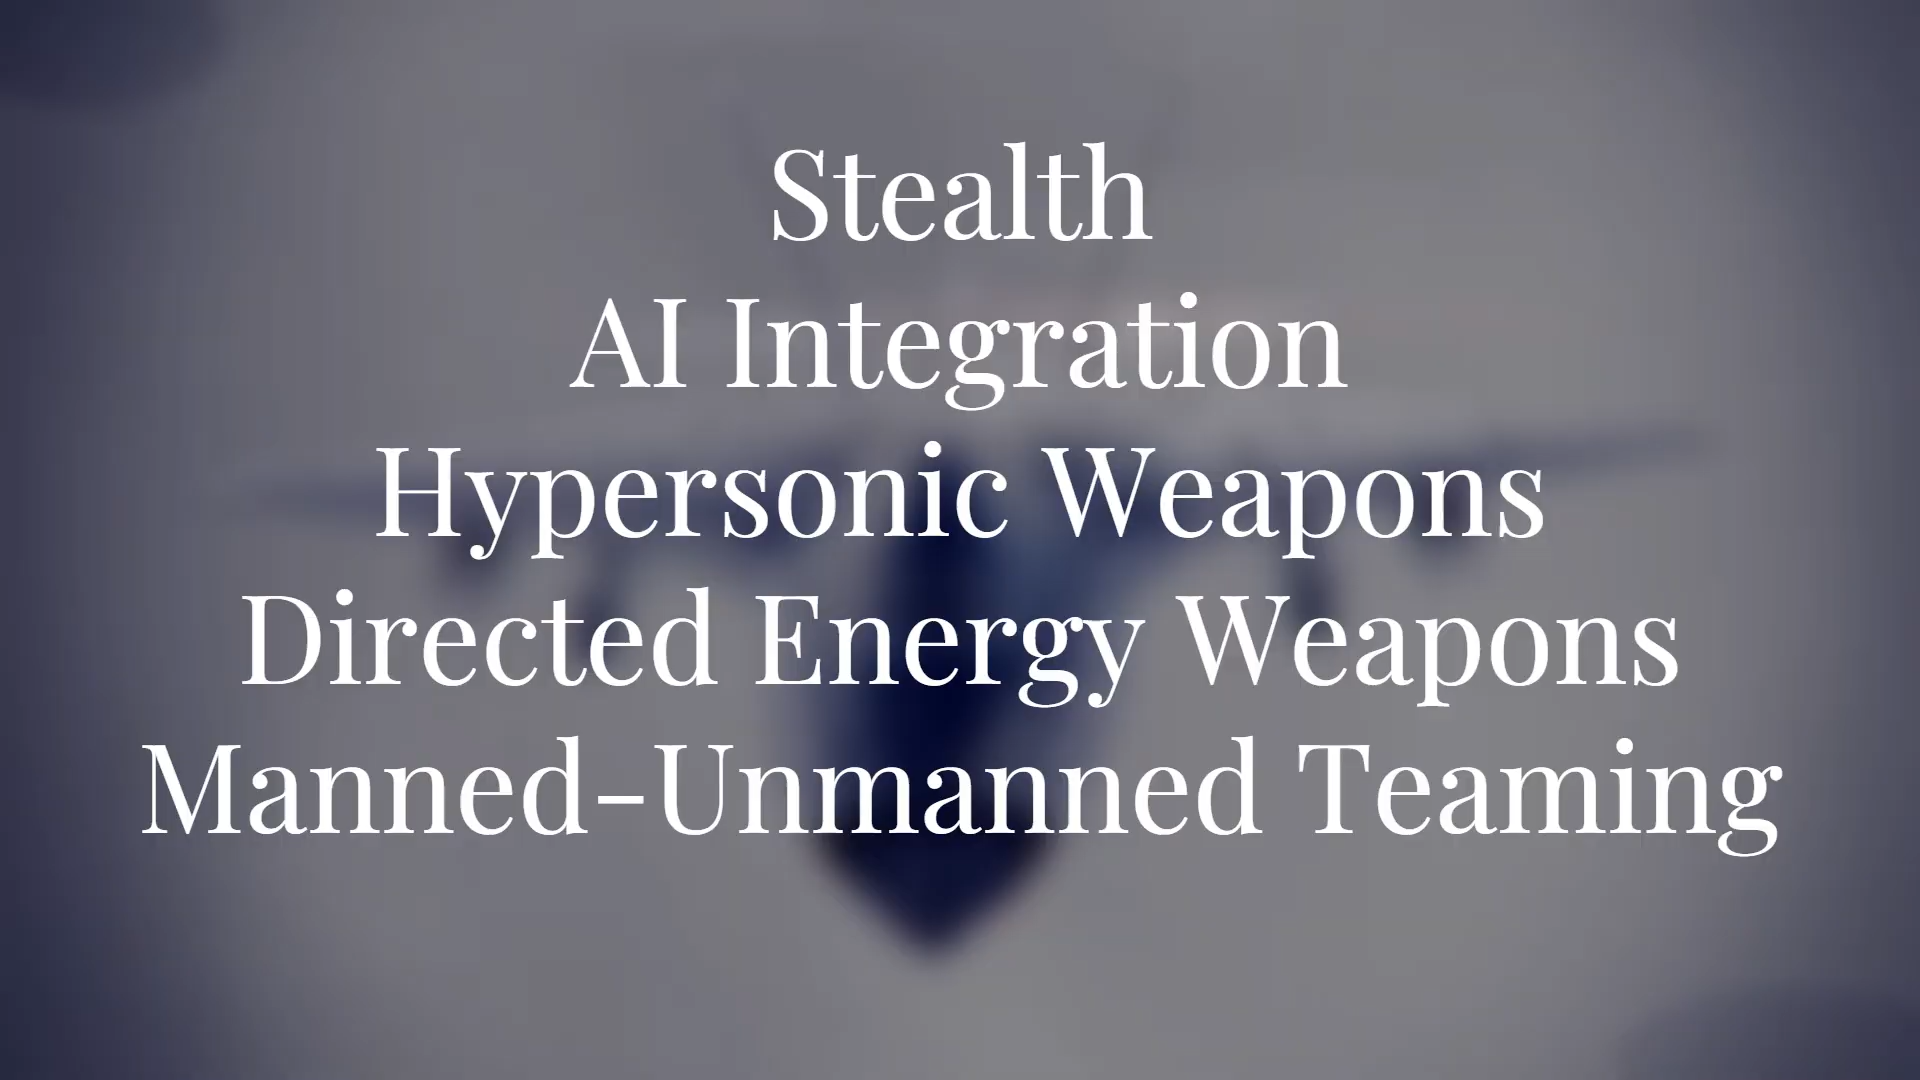 Stealth
AI Integration
Hypersonic Weapons
Directed Energy Weapons
Manned-Unmanned Teaming